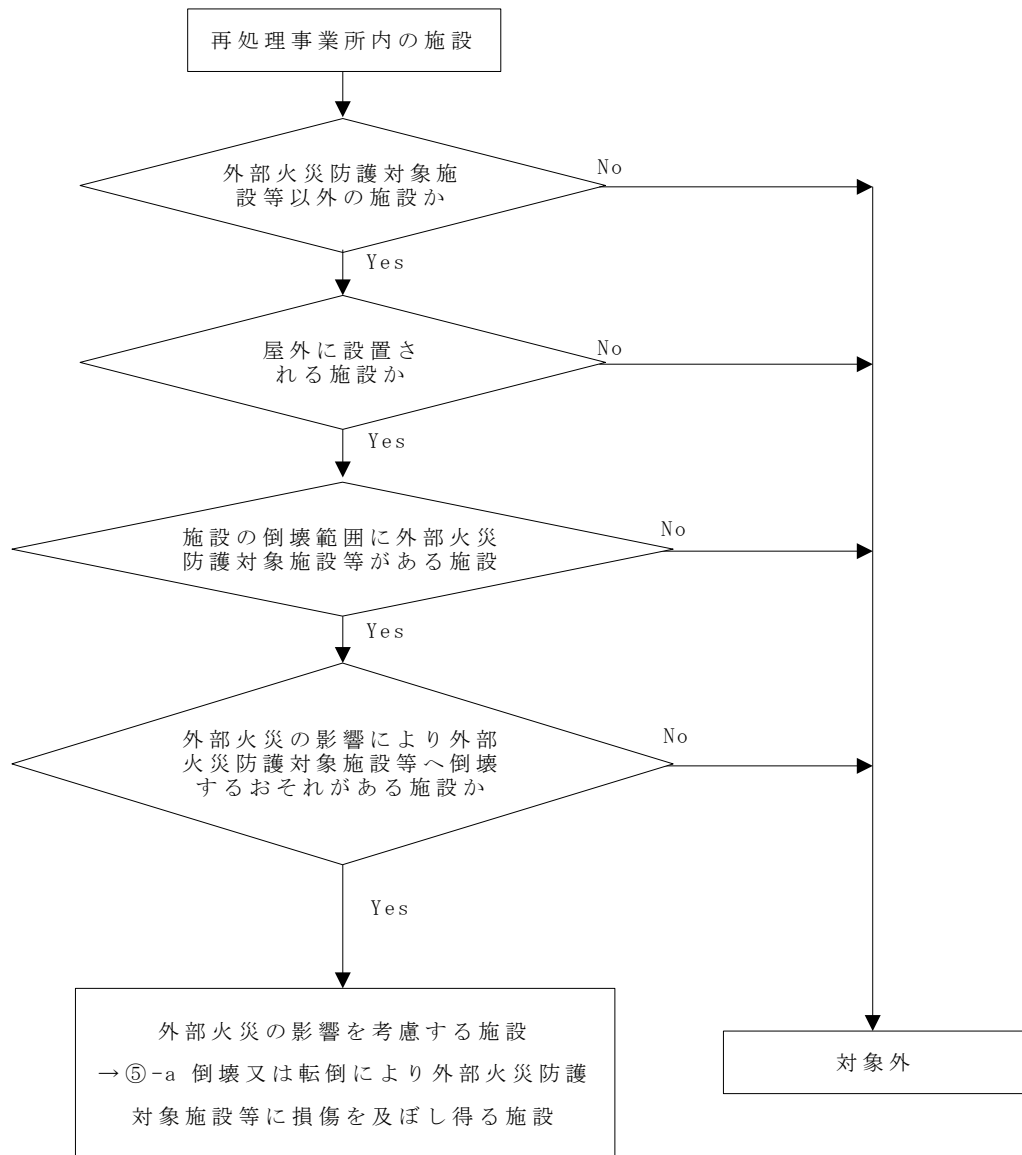 再処理事業所内の施設
外部火災防護対象施
設等以外の施設か
No
Yes
屋外に設置さ
れる施設か
No
Yes
施設の倒壊範囲に外部火災
防護対象施設等がある施設
No
Yes
外部火災の影響により外部
火災防護対象施設等へ倒壊
するおそれがある施設か
No
Yes
外部火災の影響を考慮する施設
→⑤-a 倒壊又は転倒により外部火災防護
対象施設等に損傷を及ぼし得る施設
対象外